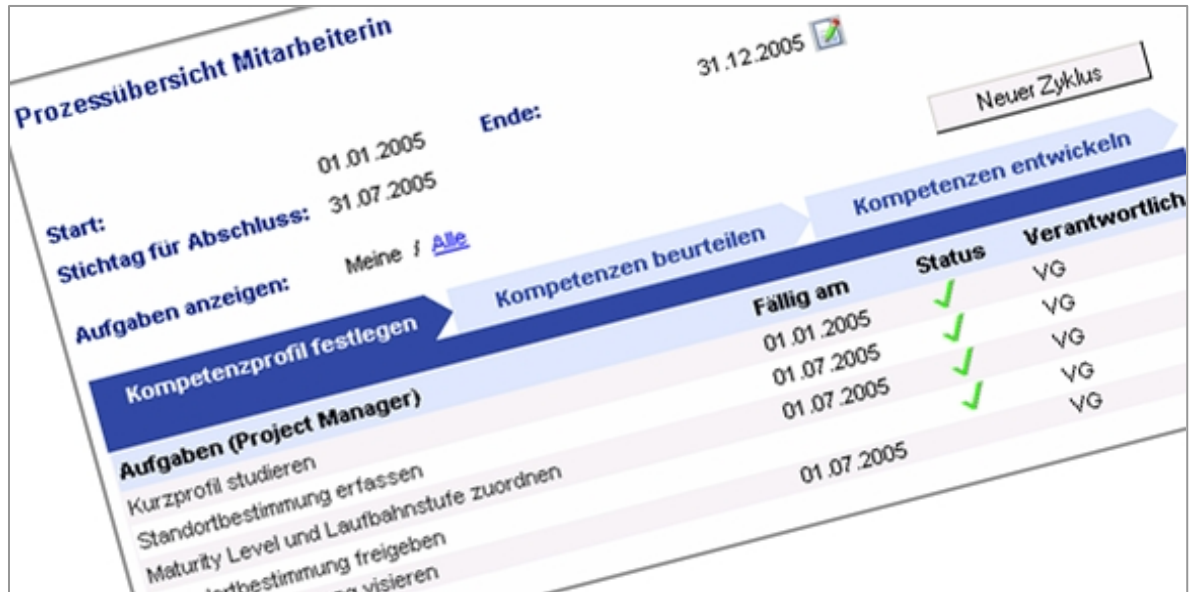 Prozessübersicht Mitarbeiterin
Start: 01.01.2005 Ende: 31.12.2005
Stichtag für Abschluss: 31.07.2005
Neuer Zyklus
Aufgaben anzeigen: Meine / Alle
Kompetenzprofil festlegen Kompetenzen beurteilen Kompetenzen entwickeln
Aufgaben (Project Manager) Fällig am Status Verantwortlich
Kurzprofil studieren 01.01.2005 VG
Standortbestimmung erfassen 01.07.2005 VG
Maturity Level und Laufbahnstufe zuordnen 01.07.2005 VG
freigeben VG
visieren 01.07.2005 VG